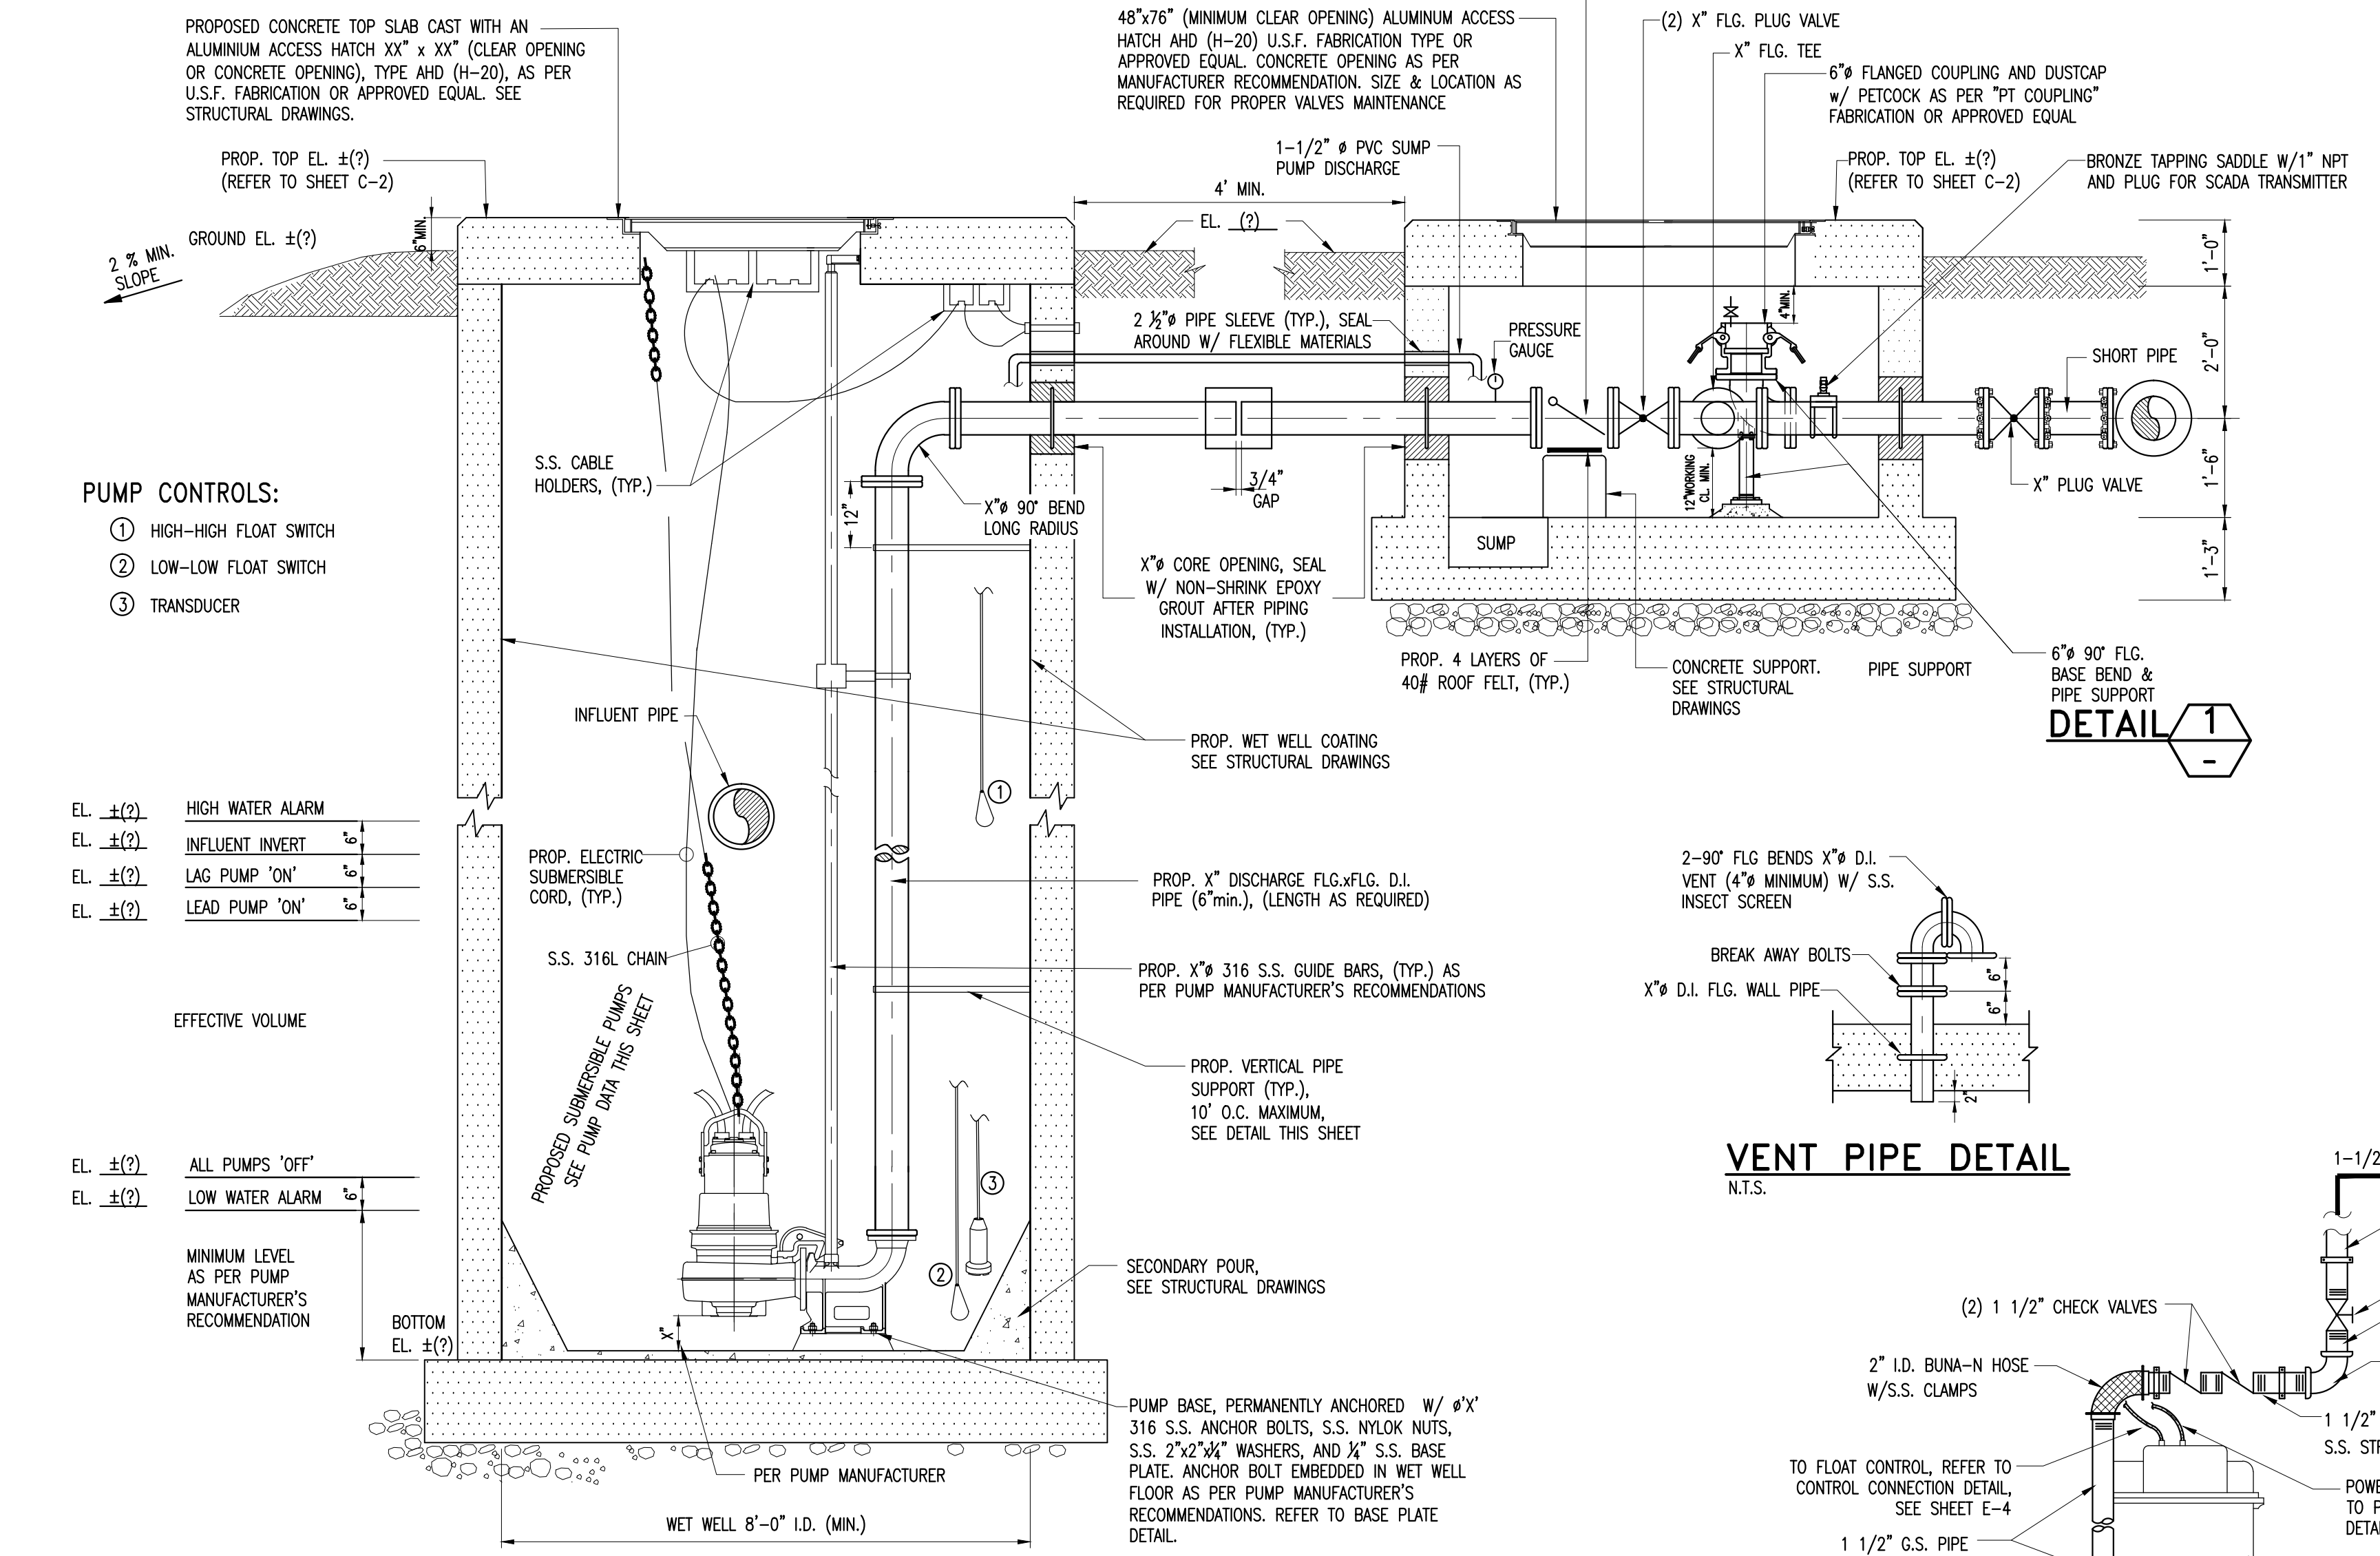 PROPOSED CONCRETE TOP SLAB CAST WITH AN
ALUMINIUM ACCESS HATCH XX" x XX" (CLEAR OPENING
OR CONCRETE OPENING), TYPE AHD (H-20), AS PER
U.S.F. FABRICATION OR APPROVED EQUAL. SEE
STRUCTURAL DRAWINGS.
PROP. TOP EL. ±(?)
(REFER TO SHEET C-2)
6"MIN.
GROUND EL. ±(?)
2 % MIN.
SLOPE
48"x76" (MINIMUM CLEAR OPENING) ALUMINUM ACCESS
HATCH AHD (H-20) U.S.F. FABRICATION TYPE OR
APPROVED EQUAL. CONCRETE OPENING AS PER
MANUFACTURER RECOMMENDATION. SIZE & LOCATION AS
REQUIRED FOR PROPER VALVES MAINTENANCE
(2) X" FLG. PLUG VALVE
X" FLG. TEE
6"ø FLANGED COUPLING AND DUSTCAP
w/ PETCOCK AS PER "PT COUPLING"
FABRICATION OR APPROVED EQUAL
1-1/2" ø PVC SUMP
PUMP DISCHARGE
4' MIN.
EL. (?)
PROP. TOP EL. ±(?)
(REFER TO SHEET C-2)
BRONZE TAPPING SADDLE W/1" NPT
AND PLUG FOR SCADA TRANSMITTER
1'-0"
2'-0"
1'-6"
1'-3"
2 ½"ø PIPE SLEEVE (TYP.), SEAL
AROUND W/ FLEXIBLE MATERIALS
PRESSURE
GAUGE
4"MIN.
SHORT PIPE
X" PLUG VALVE
12"WORKING
CL. MIN.
SUMP
S.S. CABLE
HOLDERS, (TYP.)
12"
X"ø 90° BEND
LONG RADIUS
3/4"
GAP
X"ø CORE OPENING, SEAL
W/ NON-SHRINK EPOXY
GROUT AFTER PIPING
INSTALLATION, (TYP.)
PROP. 4 LAYERS OF
40# ROOF FELT, (TYP.)
CONCRETE SUPPORT.
SEE STRUCTURAL
DRAWINGS
PIPE SUPPORT
6"ø 90° FLG.
BASE BEND &
PIPE SUPPORT
DETAIL 1
-
PUMP CONTROLS:
1 HIGH-HIGH FLOAT SWITCH
2 LOW-LOW FLOAT SWITCH
3 TRANSDUCER
INFLUENT PIPE
PROP. WET WELL COATING
SEE STRUCTURAL DRAWINGS
1
EL. ±(?) HIGH WATER ALARM
6"
EL. ±(?) INFLUENT INVERT
6"
EL. ±(?) LAG PUMP 'ON'
6"
EL. ±(?) LEAD PUMP 'ON'
PROP. ELECTRIC
SUBMERSIBLE
CORD, (TYP.)
PROP. X" DISCHARGE FLG.xFLG. D.I.
PIPE (6"min.), (LENGTH AS REQUIRED)
S.S. 316L CHAIN
PROP. X"ø 316 S.S. GUIDE BARS, (TYP.) AS
PER PUMP MANUFACTURER'S RECOMMENDATIONS
EFFECTIVE VOLUME
PROPOSED SUBMERSIBLE PUMPS
SEE PUMP DATA THIS SHEET
PROP. VERTICAL PIPE
SUPPORT (TYP.),
10' O.C. MAXIMUM,
SEE DETAIL THIS SHEET
EL. ±(?) ALL PUMPS 'OFF'
6"
EL. ±(?) LOW WATER ALARM
3
2
MINIMUM LEVEL
AS PER PUMP
MANUFACTURER'S
RECOMMENDATION
SECONDARY POUR,
SEE STRUCTURAL DRAWINGS
BOTTOM
EL. ±(?)
X"
PUMP BASE, PERMANENTLY ANCHORED W/ ø'X'
316 S.S. ANCHOR BOLTS, S.S. NYLOK NUTS,
S.S. 2"x2"x¼" WASHERS, AND ¼" S.S. BASE
PLATE. ANCHOR BOLT EMBEDDED IN WET WELL
FLOOR AS PER PUMP MANUFACTURER'S
RECOMMENDATIONS. REFER TO BASE PLATE
DETAIL.
PER PUMP MANUFACTURER
WET WELL 8'-0" I.D. (MIN.)
2-90° FLG BENDS X"ø D.I.
VENT (4"ø MINIMUM) W/ S.S.
INSECT SCREEN
BREAK AWAY BOLTS
X"ø D.I. FLG. WALL PIPE
6"
6"
2"
VENT PIPE DETAIL
N.T.S.
1-1/2
(2) 1 1/2" CHECK VALVES
2" I.D. BUNA-N HOSE
W/S.S. CLAMPS
1 1/2"
S.S.
TO FLOAT CONTROL, REFER TO
CONTROL CONNECTION DETAIL,
SEE SHEET E-4
TO
1 1/2" G.S. PIPE